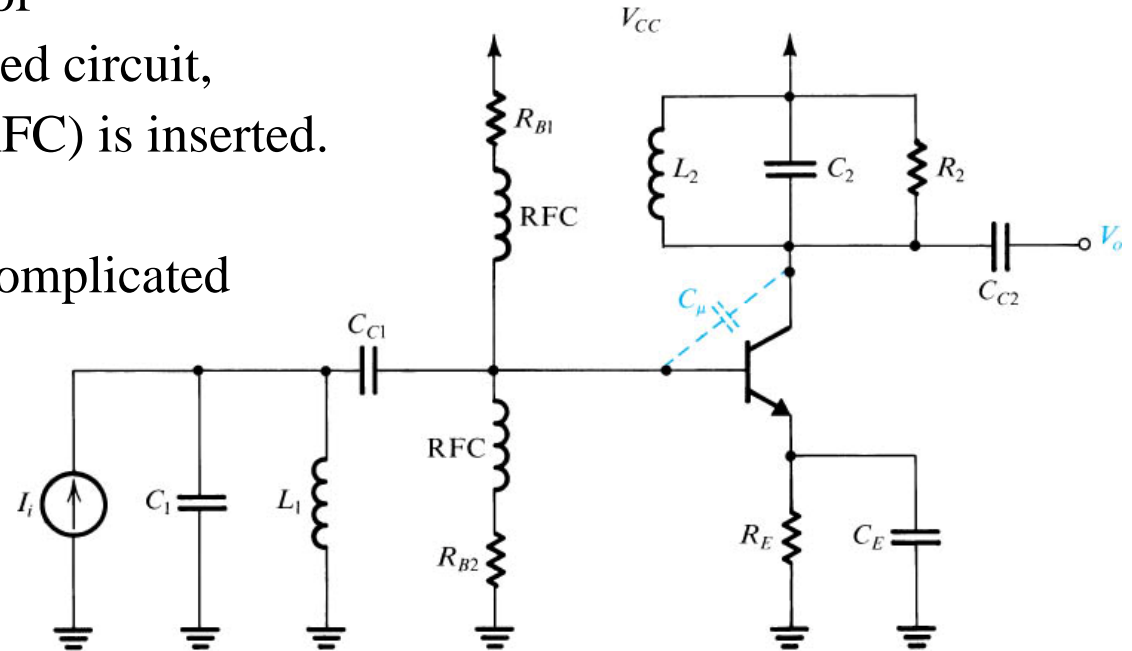 ed circuit,
FC) is inserted.
omplicated
V_CC
R_B1
L_2
C_2
R_2
RFC
V_o
C_μ
C_C2
C_C1
RFC
I_i
C_1
L_1
R_B2
R_E
C_E